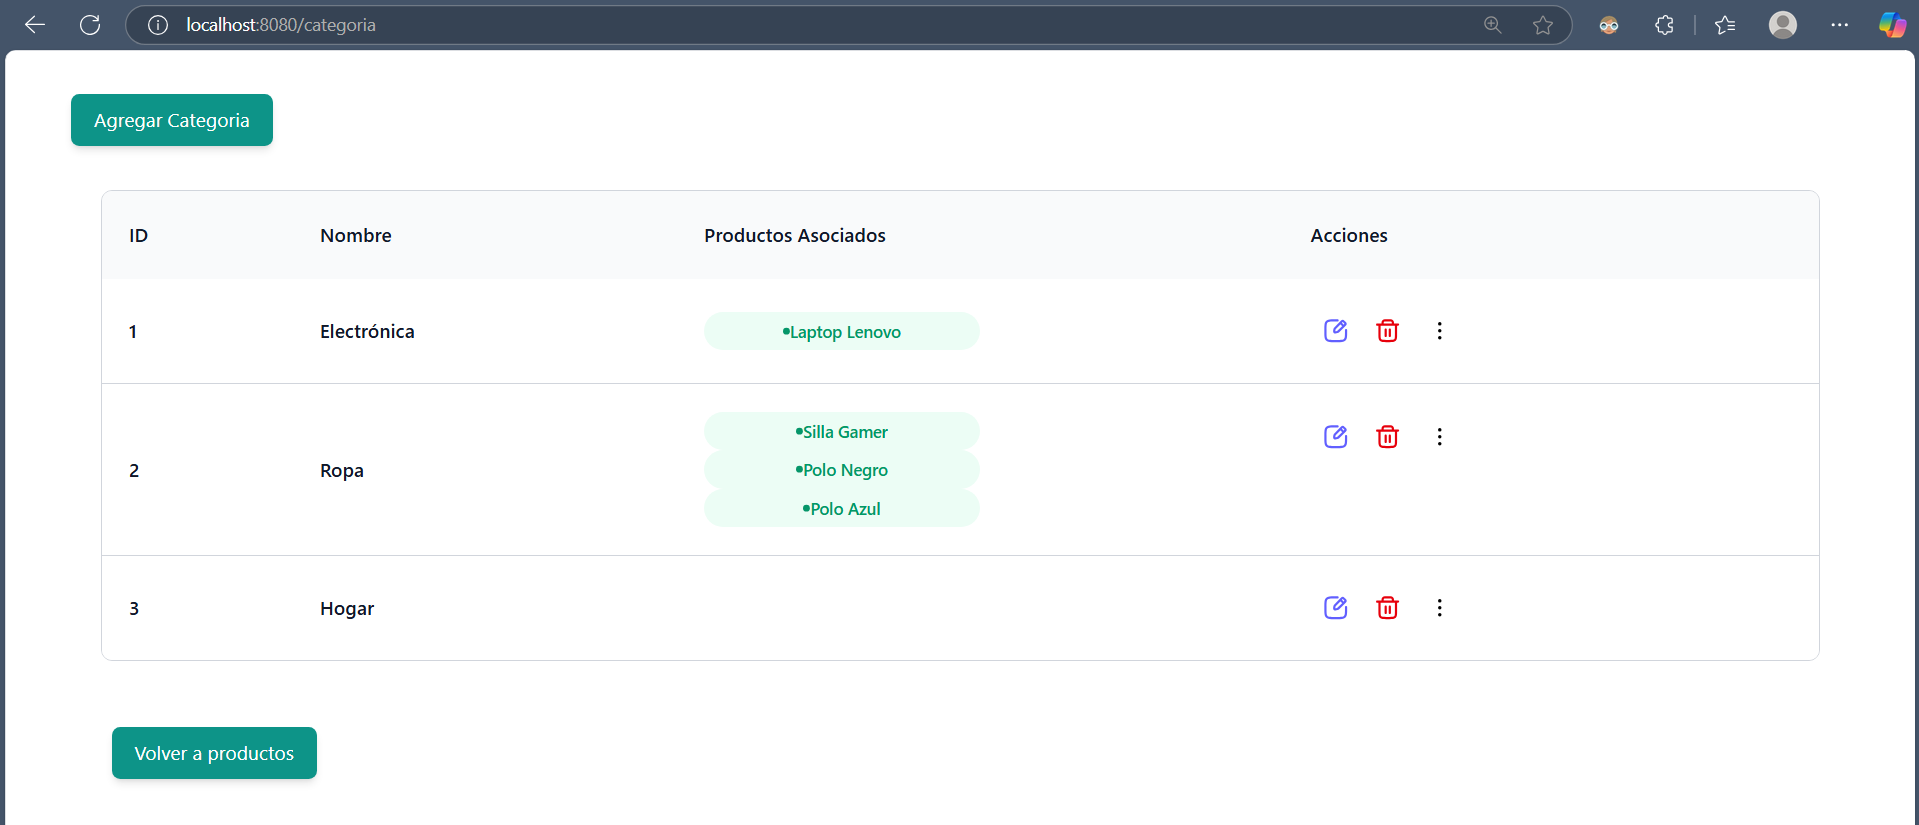 localhost:8080/categoria
Agregar Categoria
ID Nombre Productos Asociados Acciones
1 Electrónica •Laptop Lenovo
•Silla Gamer
2 Ropa •Polo Negro
•Polo Azul
3 Hogar
Volver a productos